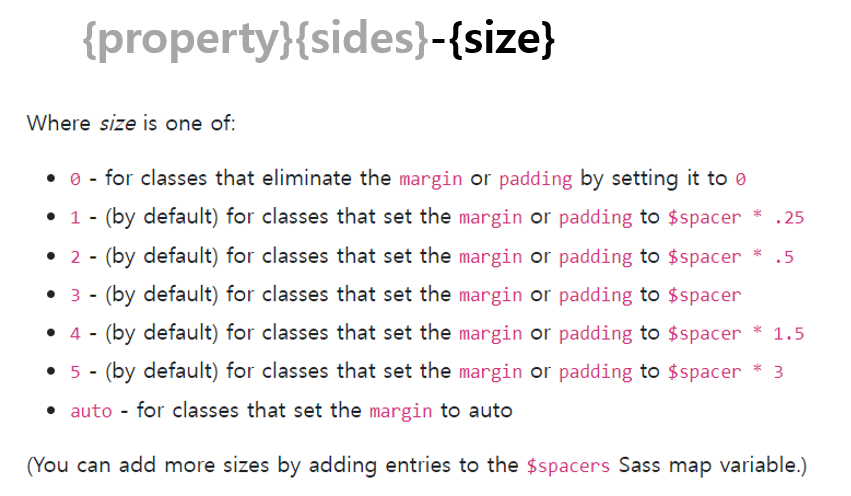 {property}{sides}-{size}
Where size is one of:
• 0 - for classes that eliminate the margin or padding by setting it to 0
• 1 - (by default) for classes that set the margin or padding to $spacer * .25
• 2 - (by default) for classes that set the margin or padding to $spacer * .5
• 3 - (by default) for classes that set the margin or padding to $spacer
• 4 - (by default) for classes that set the margin or padding to $spacer * 1.5
• 5 - (by default) for classes that set the margin or padding to $spacer * 3
• auto - for classes that set the margin to auto
(You can add more sizes by adding entries to the $spacers Sass map variable.)